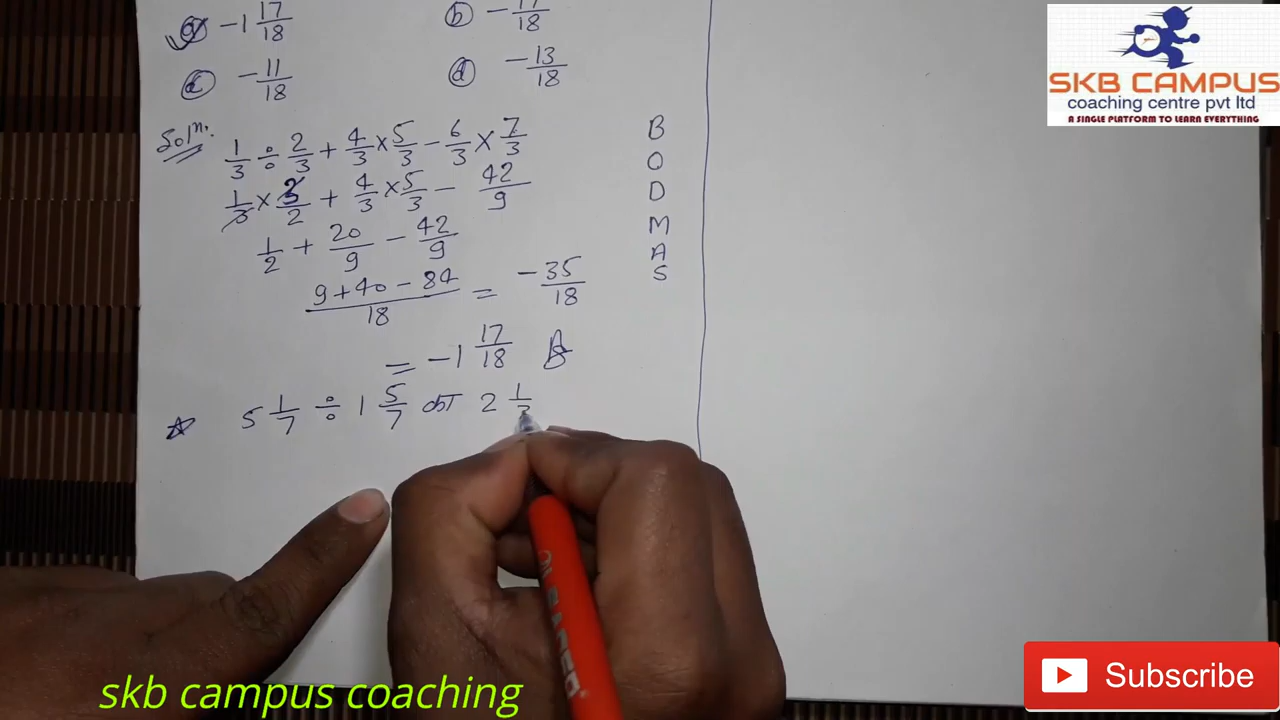 (a) -1 17/18 (b) - 17/18
(c) - 11/18 (d) - 13/18
Solⁿ. 1/3 ÷ 2/3 + 4/3 × 5/3 - 6/3 × 7/3
1/3 × 3/2 + 4/3 × 5/3 - 42/9
1/2 + 20/9 - 42/9
9+40-84/18 = -35/18
= -1 17/18
5 1/7 ÷ 1 5/7 का 2 1/3
B
O
D
M
A
S
SKB CAMPUS
coaching centre pvt ltd
A SINGLE PLATFORM TO LEARN EVERYTHING
skb campus coaching
Subscribe